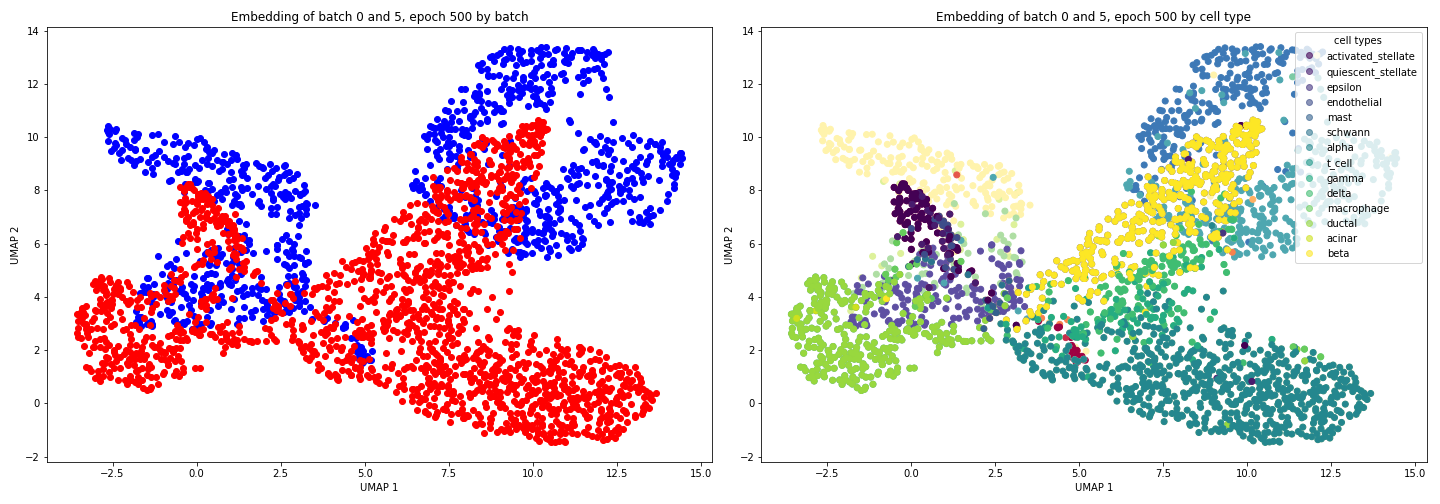 Embedding of batch 0 and 5, epoch 500 by batch
14
12
10
8
6
4
2
0
−2
UMAP 2
−2.5
0.0
2.5
5.0
7.5
10.0
12.5
15.0
UMAP 1
Embedding of batch 0 and 5, epoch 500 by cell type
14
12
10
8
6
4
2
0
−2
UMAP 2
−2.5
0.0
2.5
5.0
7.5
10.0
12.5
15.0
UMAP 1
cell types
activated_stellate
quiescent_stellate
epsilon
endothelial
mast
schwann
alpha
t_cell
gamma
delta
macrophage
ductal
acinar
beta